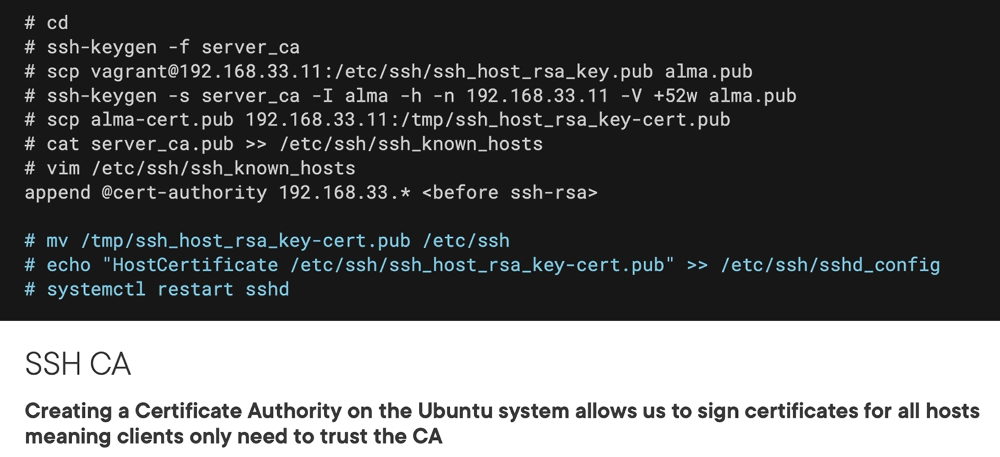 # cd
# ssh-keygen -f server_ca
# scp vagrant@192.168.33.11:/etc/ssh/ssh_host_rsa_key.pub alma.pub
# ssh-keygen -s server_ca -I alma -h -n 192.168.33.11 -V +52w alma.pub
# scp alma-cert.pub 192.168.33.11:/tmp/ssh_host_rsa_key-cert.pub
# cat server_ca.pub >> /etc/ssh/ssh_known_hosts
# vim /etc/ssh/ssh_known_hosts
append @cert-authority 192.168.33.* <before ssh-rsa>
# mv /tmp/ssh_host_rsa_key-cert.pub /etc/ssh
# echo "HostCertificate /etc/ssh/ssh_host_rsa_key-cert.pub" >> /etc/ssh/sshd_config
# systemctl restart sshd
SSH CA
Creating a Certificate Authority on the Ubuntu system allows us to sign certificates for all hosts
meaning clients only need to trust the CA